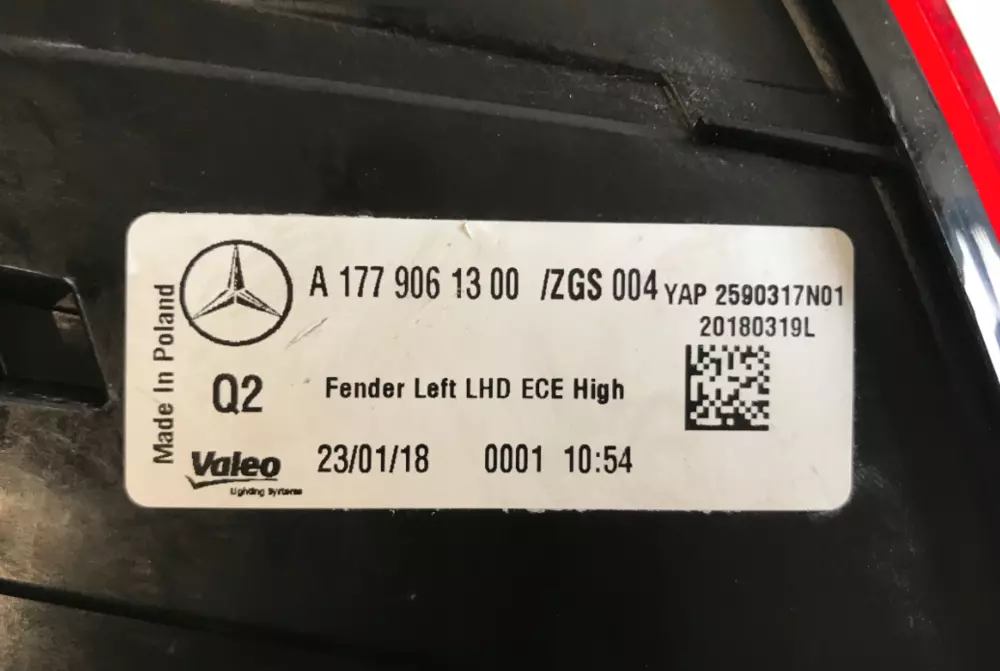 Made In Poland
A 177 906 13 00 /ZGS 004 YAP 2590317N01
20180319L
Q2 Fender Left LHD ECE High
Valeo 23/01/18 0001 10:54
Lighting Systems